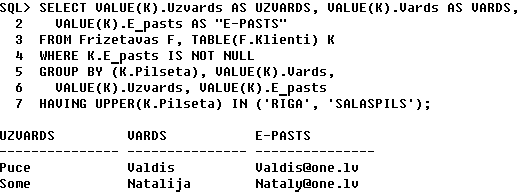 SQL> SELECT VALUE(K).Uzvards AS UZVARDS, VALUE(K).Vards AS VARDS,
  2      VALUE(K).E_pasts AS "E-PASTS"
  3  FROM Frizetavas F, TABLE(F.Klienti) K
  4  WHERE K.E_pasts IS NOT NULL
  5  GROUP BY (K.Pilseta), VALUE(K).Vards,
  6      VALUE(K).Uzvards, VALUE(K).E_pasts
  7  HAVING UPPER(K.Pilseta) IN ('RIGA', 'SALASPILS');
UZVARDS         VARDS           E-PASTS
--------------- --------------- ---------------
Puce            Valdis          Valdis@one.lv
Some            Natalija        Nataly@one.lv